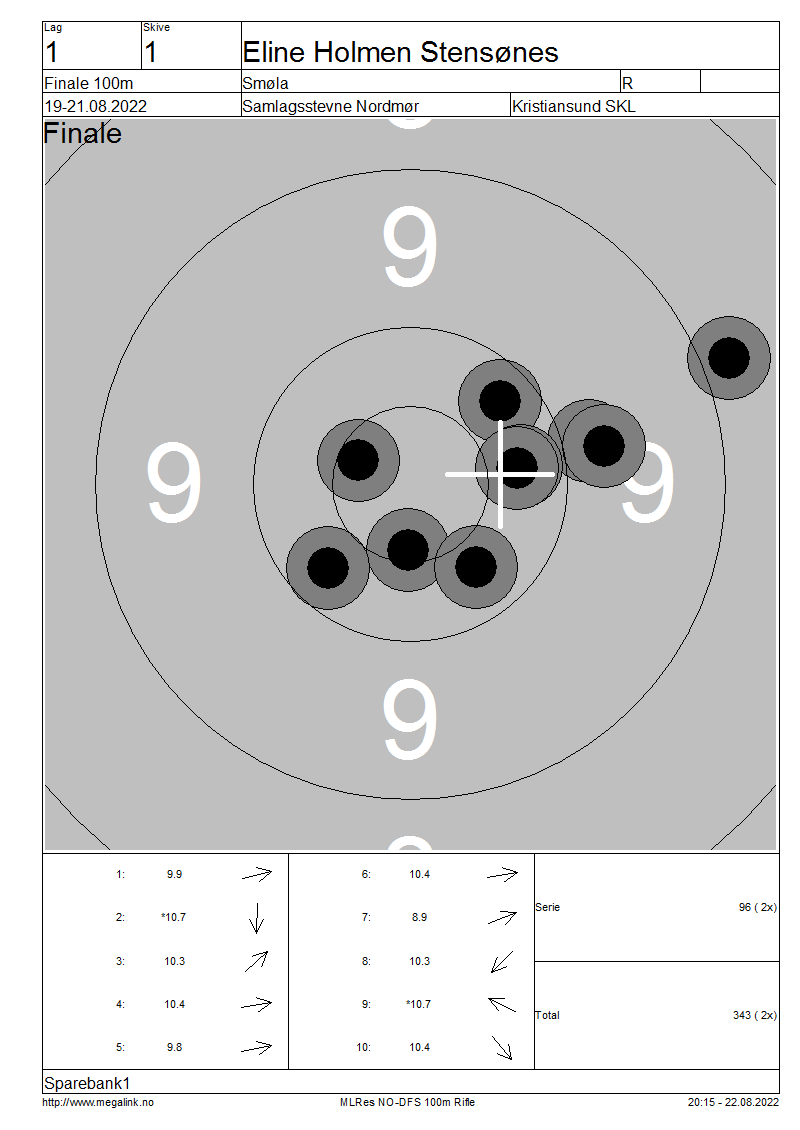 Lag Skive
1 1 Eline Holmen Stensønes
Finale 100m Smøla R
19-21.08.2022 Samlagsstevne Nordmør Kristiansund SKL
Finale
9
9 9
9
1: 9.9 6: 10.4
2: *10.7 7: 8.9
3: 10.3 8: 10.3
4: 10.4 9: *10.7
5: 9.8 10: 10.4
Serie 96 ( 2x)
Total 343 ( 2x)
Sparebank1
http://www.megalink.no MLRes NO-DFS 100m Rifle 20:15 - 22.08.2022